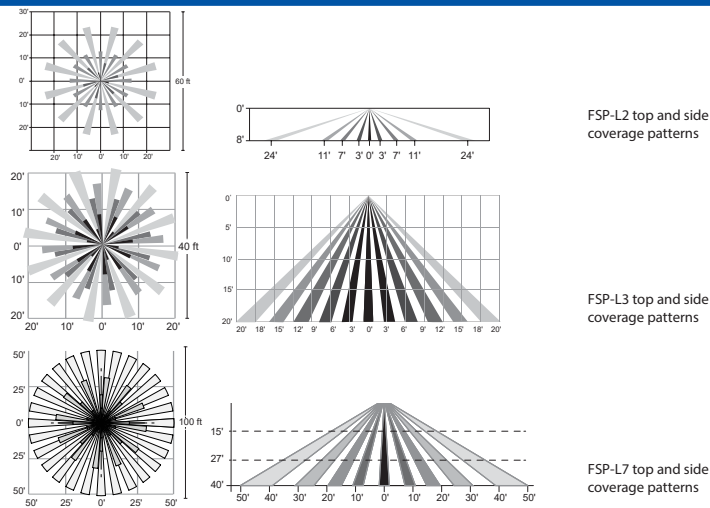 30'
20'
10'
0'
10'
20'
20' 10' 0' 10' 20'
60 ft
0'
8'
24' 11' 7' 3' 0' 3' 7' 11' 24'
FSP-L2 top and side
coverage patterns
20'
10'
0'
10'
20'
20' 10' 0' 10' 20'
40 ft
0'
5'
10'
15'
20'
20' 18' 15' 12' 9' 6' 3' 0' 3' 6' 9' 12' 15' 18' 20'
FSP-L3 top and side
coverage patterns
50'
25'
0'
25'
50'
50' 25' 0' 25' 50'
100 ft
15'
27'
40'
50' 40' 30' 20' 10' 0' 10' 20' 30' 40' 50'
FSP-L7 top and side
coverage patterns